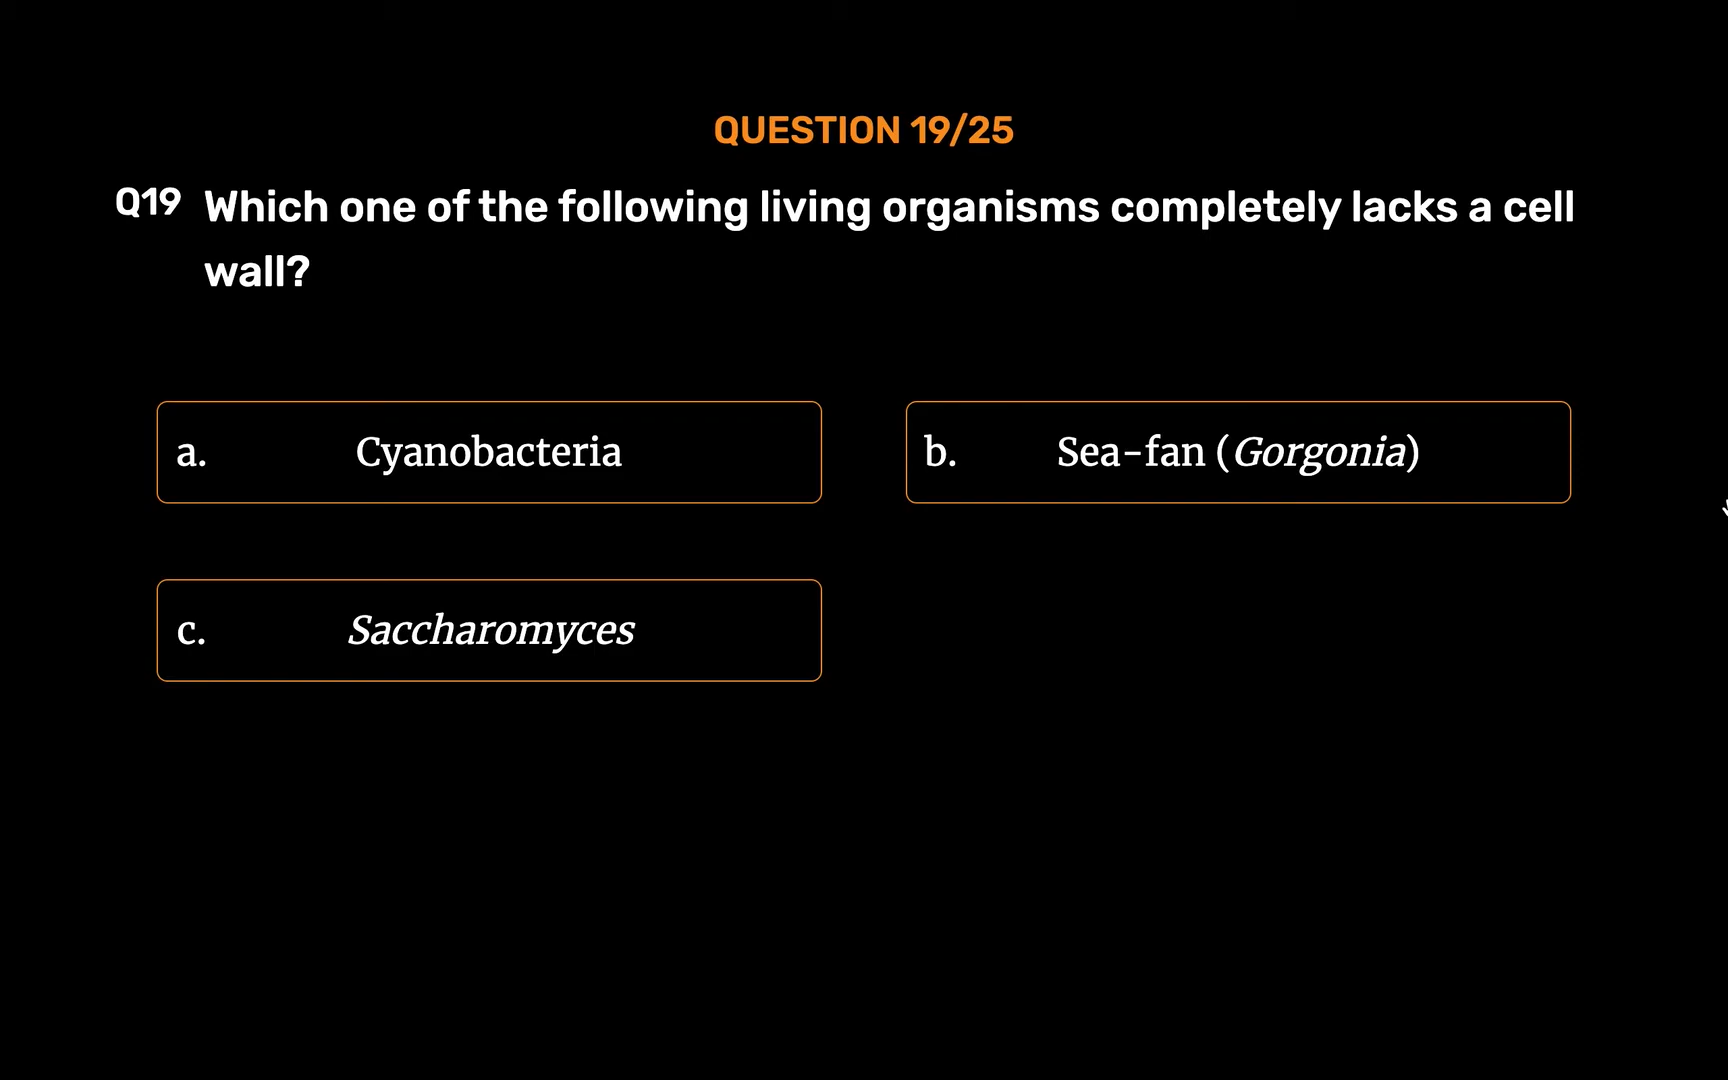 QUESTION 19/25
Q19 Which one of the following living organisms completely lacks a cell
wall?
a. Cyanobacteria
b. Sea-fan (Gorgonia)
c. Saccharomyces